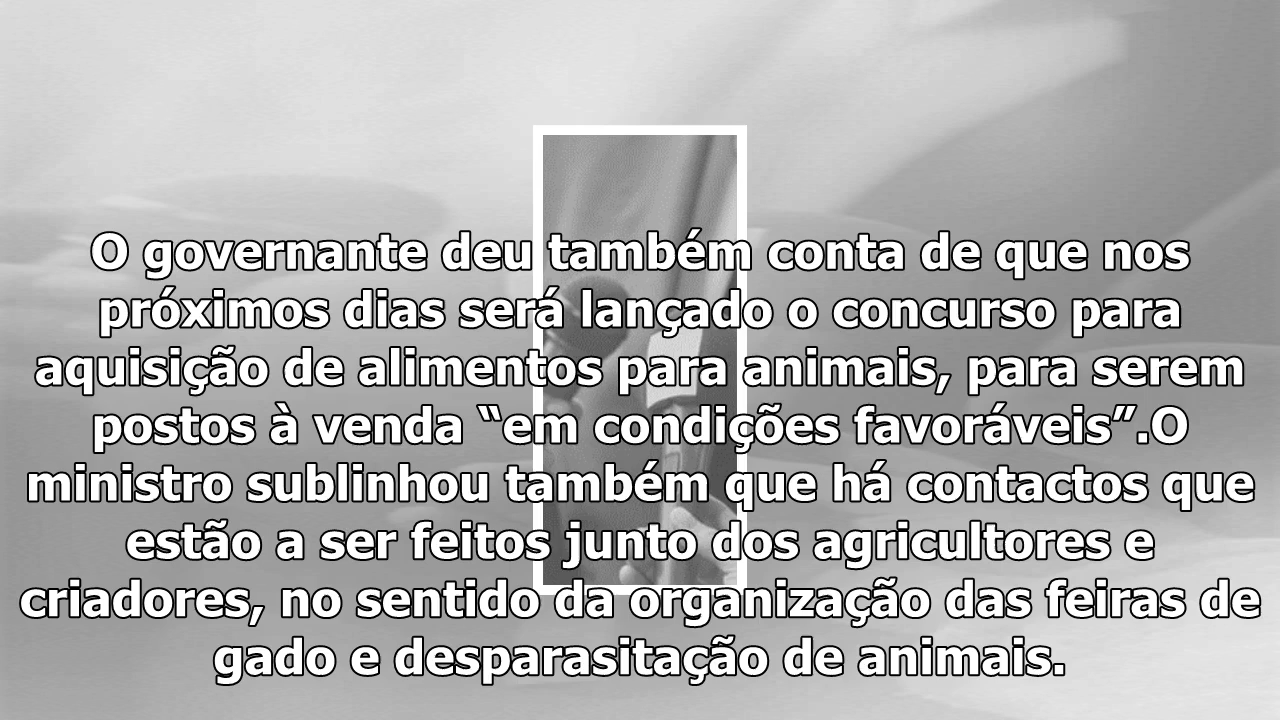 O governante deu também conta de que nos
próximos dias será lançado o concurso para
aquisição de alimentos para animais, para serem
postos à venda “em condições favoráveis”.O
ministro sublinhou também que há contactos que
estão a ser feitos junto dos agricultores e
criadores, no sentido da organização das feiras de
gado e desparasitação de animais.